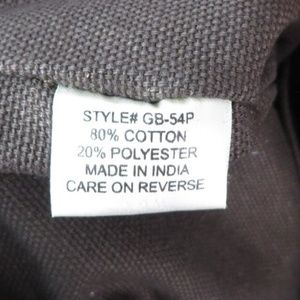 STYLE# GB-54P
80% COTTON
20% POLYESTER
MADE IN INDIA
CARE ON REVERSE